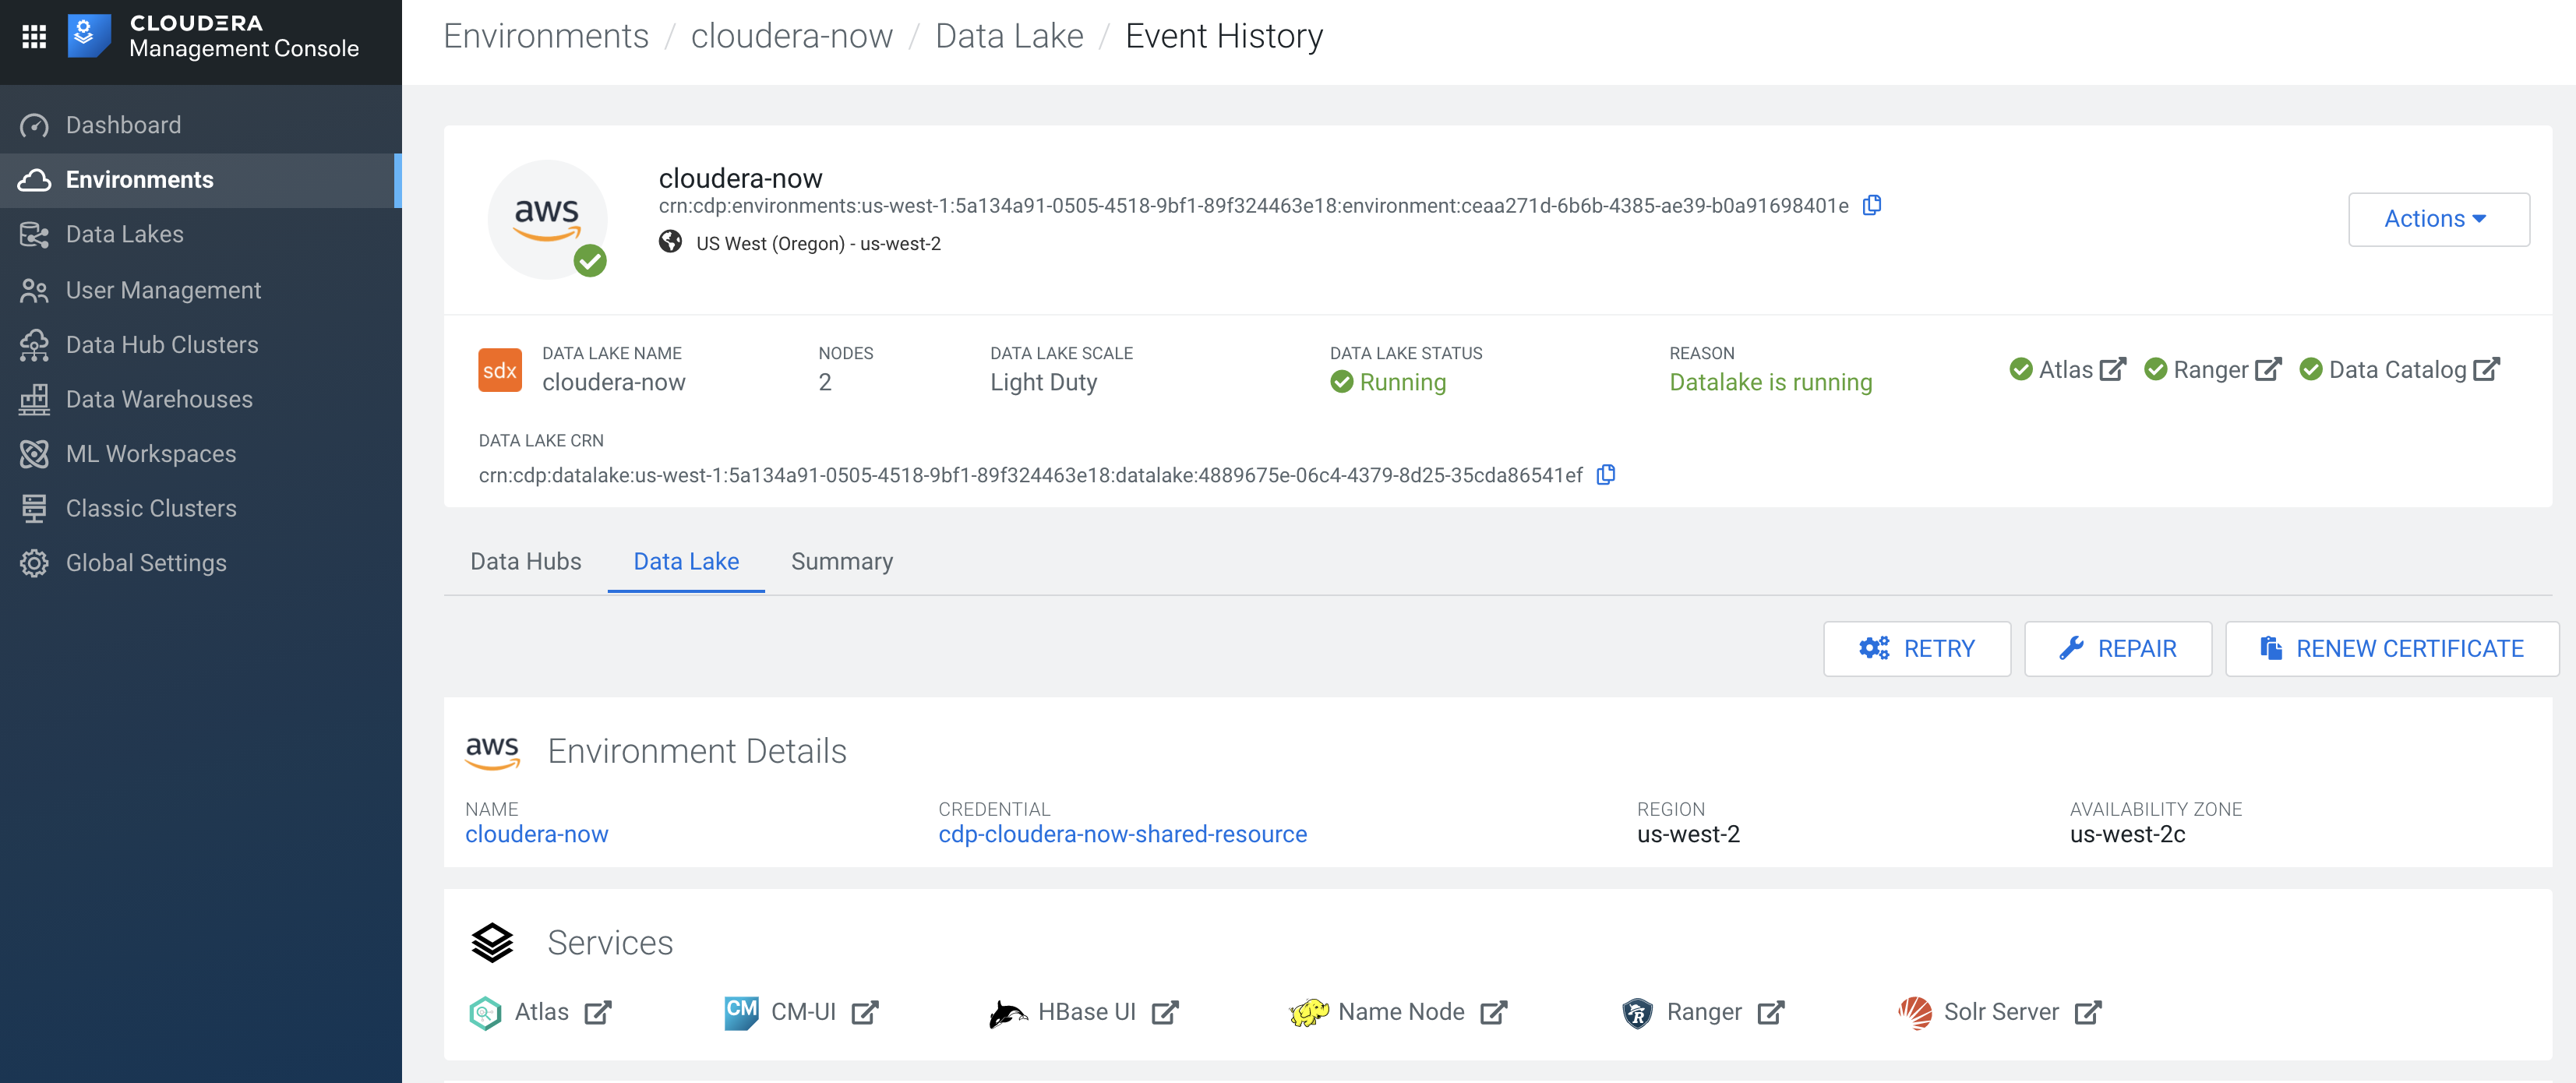 CLOUDERA
Management Console
Environments / cloudera-now / Data Lake / Event History
Dashboard
Environments
Data Lakes
User Management
Data Hub Clusters
Data Warehouses
ML Workspaces
Classic Clusters
Global Settings
aws
cloudera-now
crn:cdp:environments:us-west-1:5a134a91-0505-4518-9bf1-89f324463e18:environment:ceaa271d-6b6b-4385-ae39-b0a91698401e
US West (Oregon) - us-west-2
Actions
sdx
DATA LAKE NAME
cloudera-now
NODES
2
DATA LAKE SCALE
Light Duty
DATA LAKE STATUS
Running
REASON
Datalake is running
Atlas
Ranger
Data Catalog
DATA LAKE CRN
crn:cdp:datalake:us-west-1:5a134a91-0505-4518-9bf1-89f324463e18:datalake:4889675e-06c4-4379-8d25-35cda86541ef
Data Hubs
Data Lake
Summary
RETRY
REPAIR
RENEW CERTIFICATE
aws
Environment Details
NAME
cloudera-now
CREDENTIAL
cdp-cloudera-now-shared-resource
REGION
us-west-2
AVAILABILITY ZONE
us-west-2c
Services
Atlas
CM
CM-UI
HBase UI
Name Node
R
Ranger
Solr Server